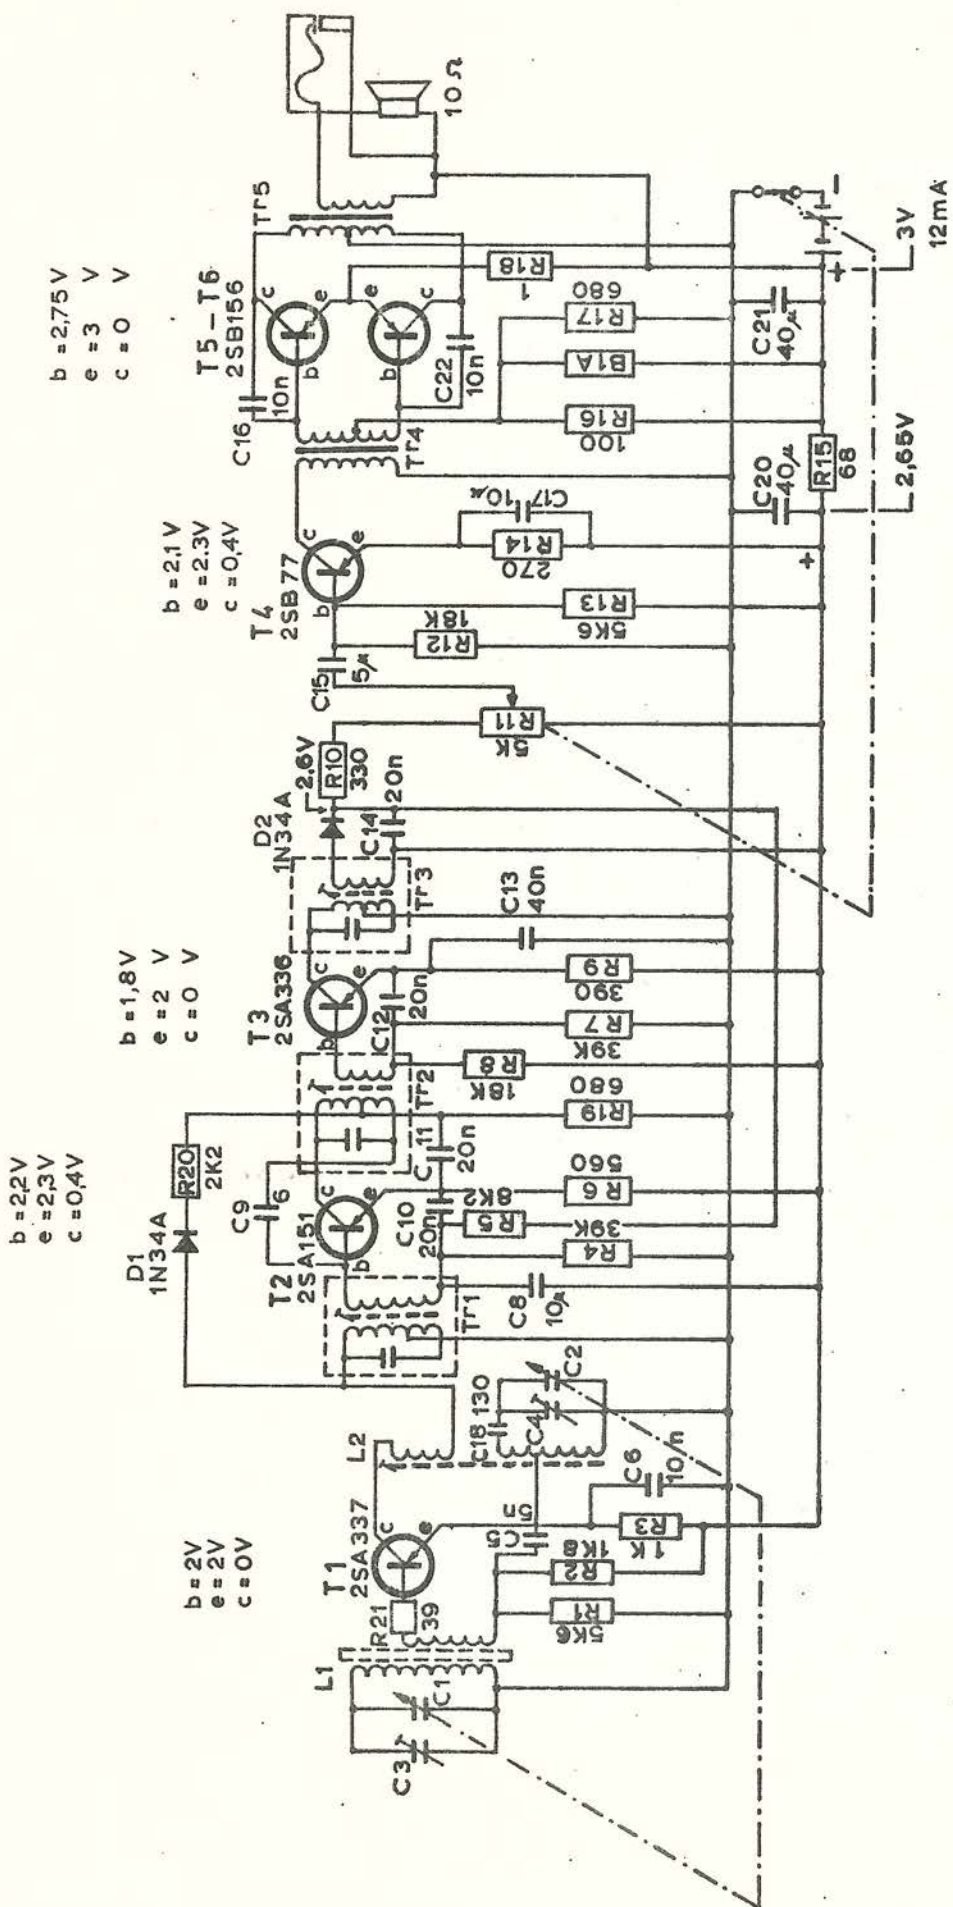 b = 2V
e = 2V
c = 0V
b = 2,2V
e = 2,3V
c = 0,4V
b = 1,8V
e = 2 V
c = 0 V
b = 2,1 V
e = 2.3V
c = 0,4V
b = 2,75V
e = 3 V
c = 0 V
D1
1N34A
R20
2K2
T1
2SA337
T2
2SA151
T3
2SA336
D2
1N34A
2.6V
T4
2SB77
T5-T6
2SB156
L1
R21
39
c
e
L2
C9
6
b
c
e
Tr1
Tr2
b
c
e
Tr3
R10
330
C14
20n
C15
5µ
b
c
e
Tr4
C16
10n
b
c
e
b
e
c
C22
10n
Tr5
10Ω
C3
C1
C5
5n
C18
130
C4
C2
C8
10µ
C10
20n
C
11
20n
C12
20n
C13
40n
C17
10µ
R1
5K6
R2
1K8
R3
1K
C6
10n
R4
39K
R5
8K2
R6
560
R19
680
R8
18K
R7
39K
R9
390
R11
5K
R12
18K
R13
5K6
R14
270
R16
100
B1A
R17
680
R18
1
C20
40µ
R15
68
C21
40µ
+
+
-
2,65V
3V
12mA